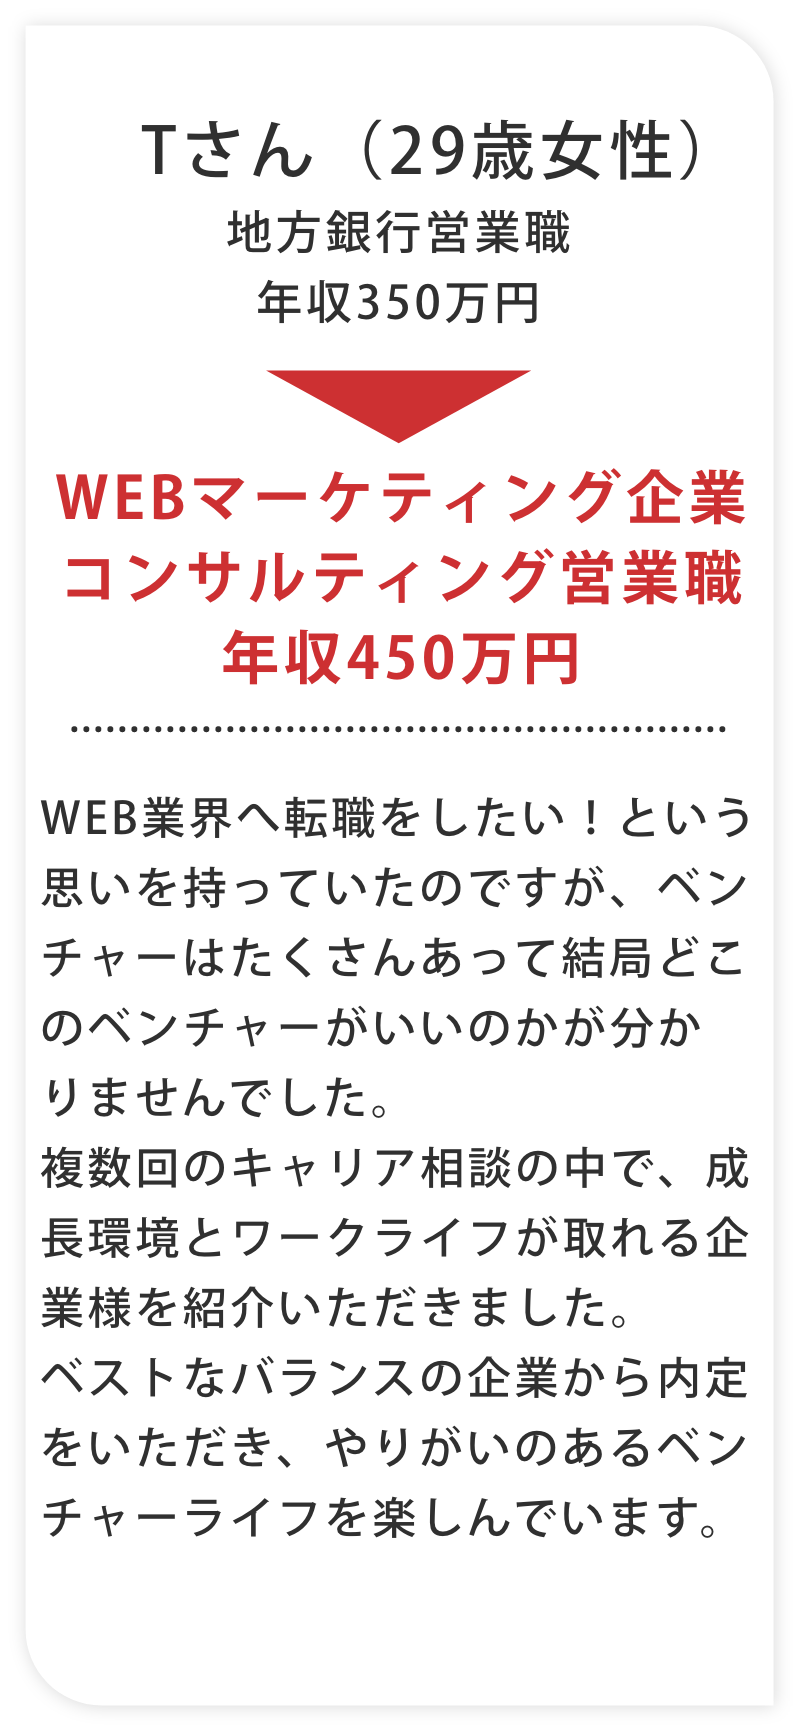 Tさん（29歳女性）
地方銀行営業職
年収350万円
WEBマーケティング企業
コンサルティング営業職
年収450万円
WEB業界へ転職をしたい！という
思いを持っていたのですが、ベン
チャーはたくさんあって結局どこ
のベンチャーがいいのかが分か
りませんでした。
複数回のキャリア相談の中で、成
長環境とワークライフが取れる企
業様を紹介いただきました。
ベストなバランスの企業から内定
をいただき、やりがいのあるベン
チャーライフを楽しんでいます。